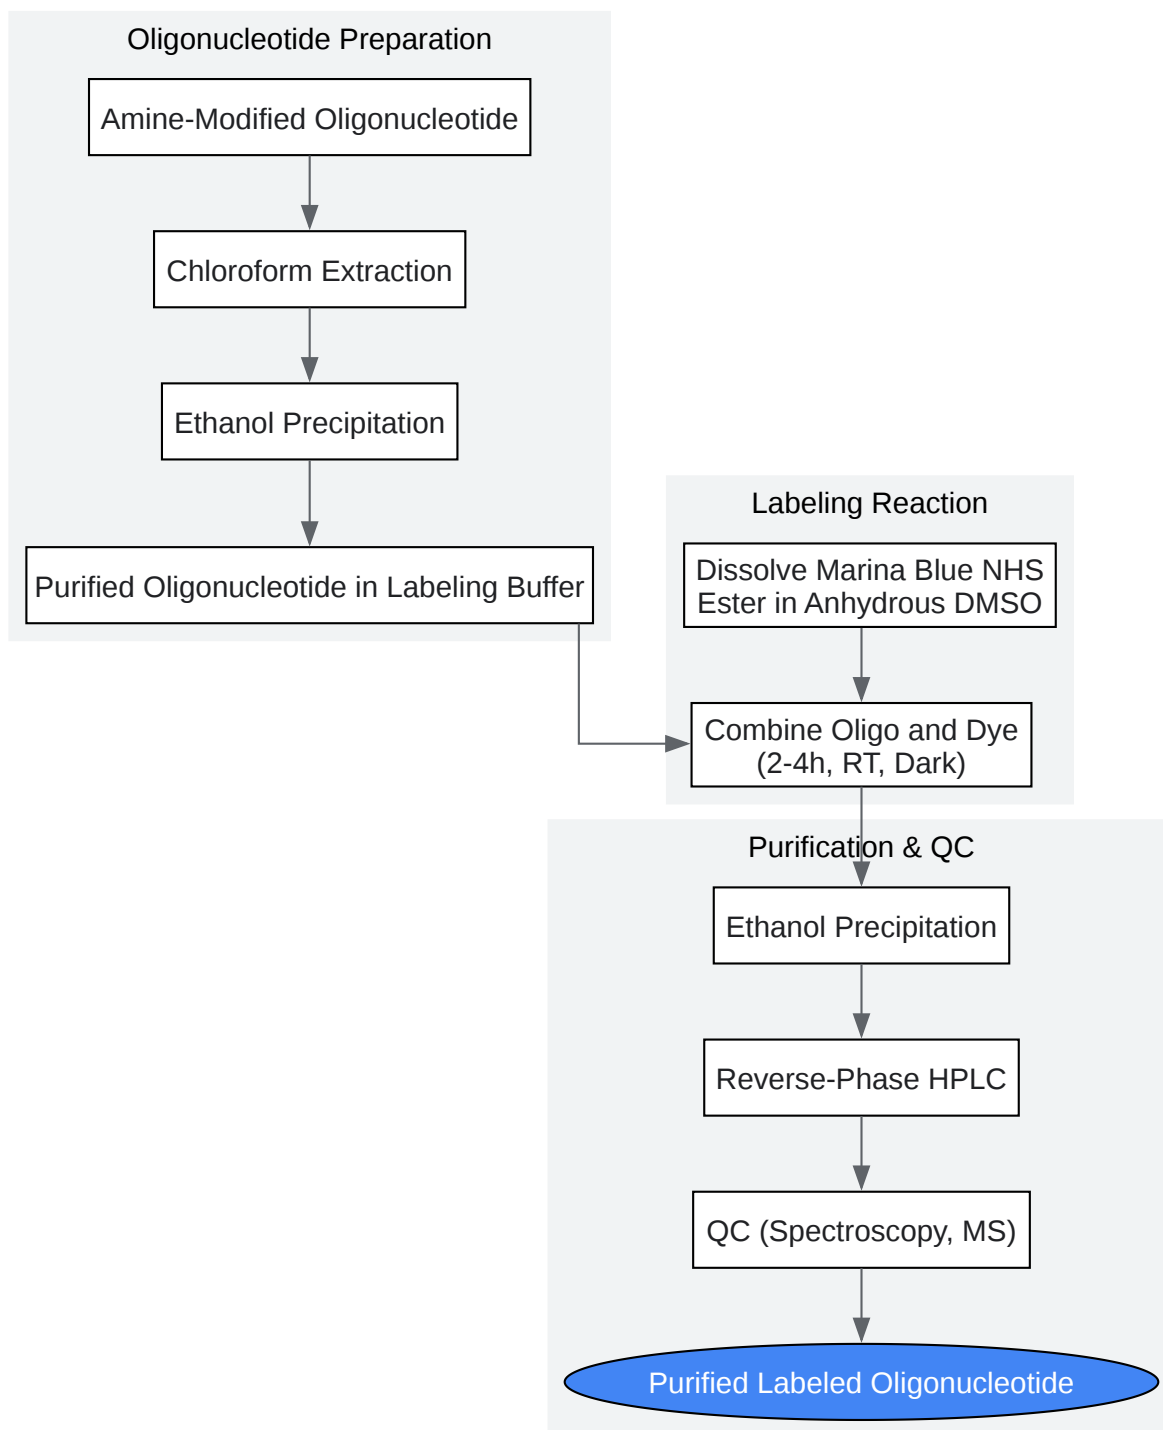 Oligonucleotide Preparation
Amine-Modified Oligonucleotide
Chloroform Extraction
Ethanol Precipitation
Purified Oligonucleotide in Labeling Buffer
Labeling Reaction
Dissolve Marina Blue NHS
Ester in Anhydrous DMSO
Combine Oligo and Dye
(2-4h, RT, Dark)
Purification & QC
Ethanol Precipitation
Reverse-Phase HPLC
QC (Spectroscopy, MS)
Purified Labeled Oligonucleotide